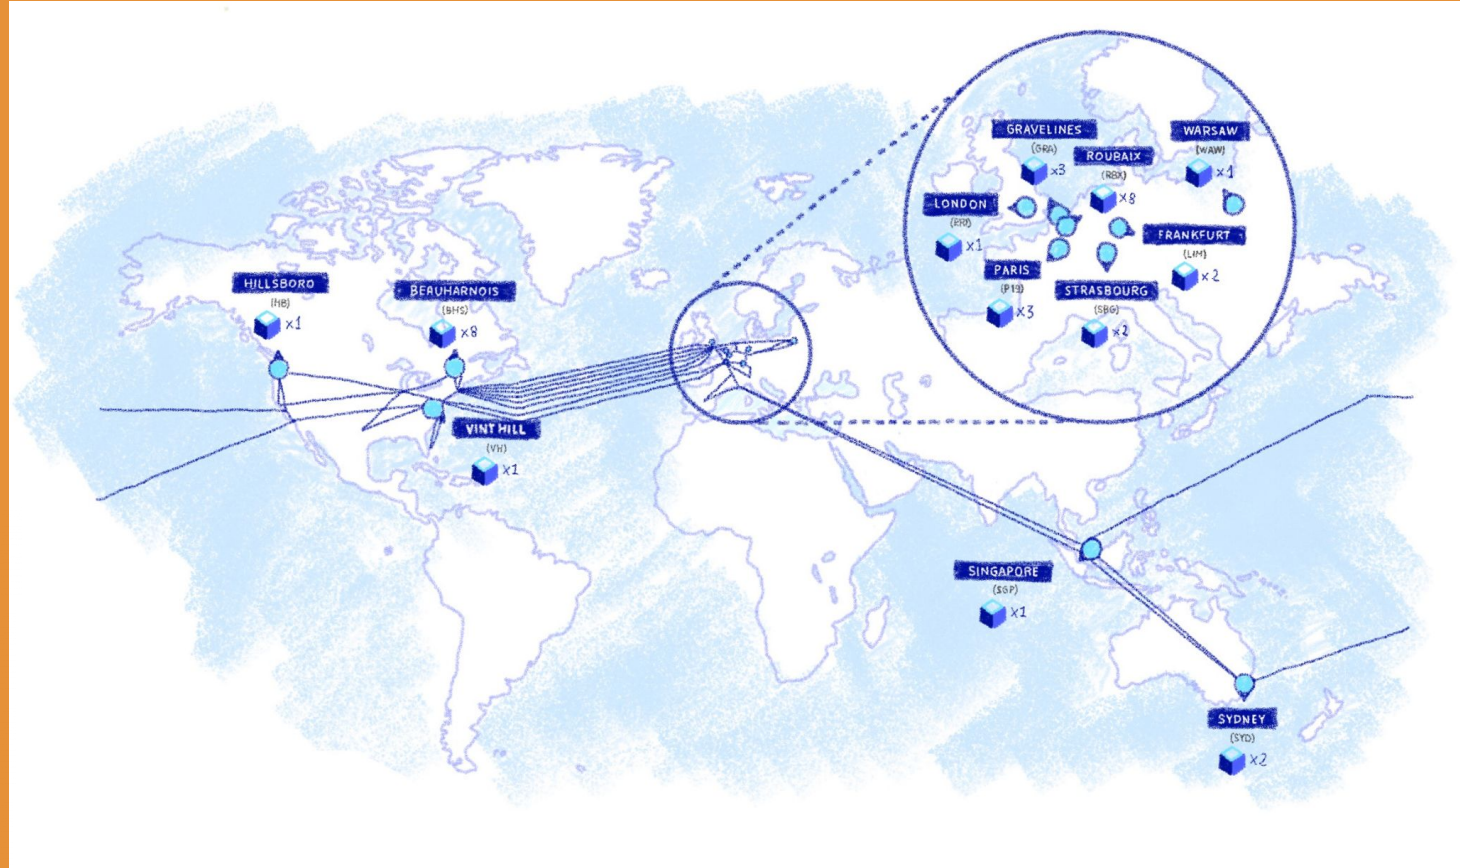 GRAVELINES
(GRA)
x3
WARSAW
(WAW)
x1
ROUBAIX
(RBX)
x8
LONDON
(ERI)
x1
FRANKFURT
(LIM)
x2
PARIS
(P19)
x3
STRASBOURG
(SBG)
x2
HILLSBORO
(HB)
x1
BEAUHARNOIS
(BHS)
x8
VINT HILL
(VH)
x1
SINGAPORE
(SGP)
x1
SYDNEY
(SYD)
x2